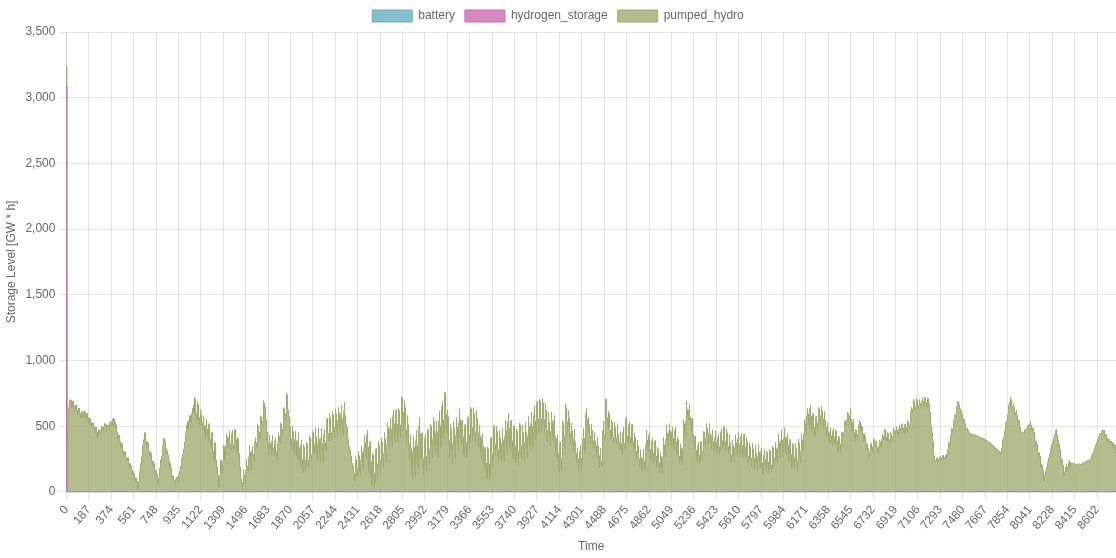 battery hydrogen_storage pumped_hydro
3,500
3,000
2,500
2,000
1,500
1,000
500
0
Storage Level [GW * h]
0 187 374 561 748 935 1122 1309 1496 1683 1870 2057 2244 2431 2618 2805 2992 3179 3366 3553 3740 3927 4114 4301 4488 4675 4862 5049 5236 5423 5610 5797 5984 6171 6358 6545 6732 6919 7106 7293 7480 7667 7854 8041 8228 8415 8602
Time